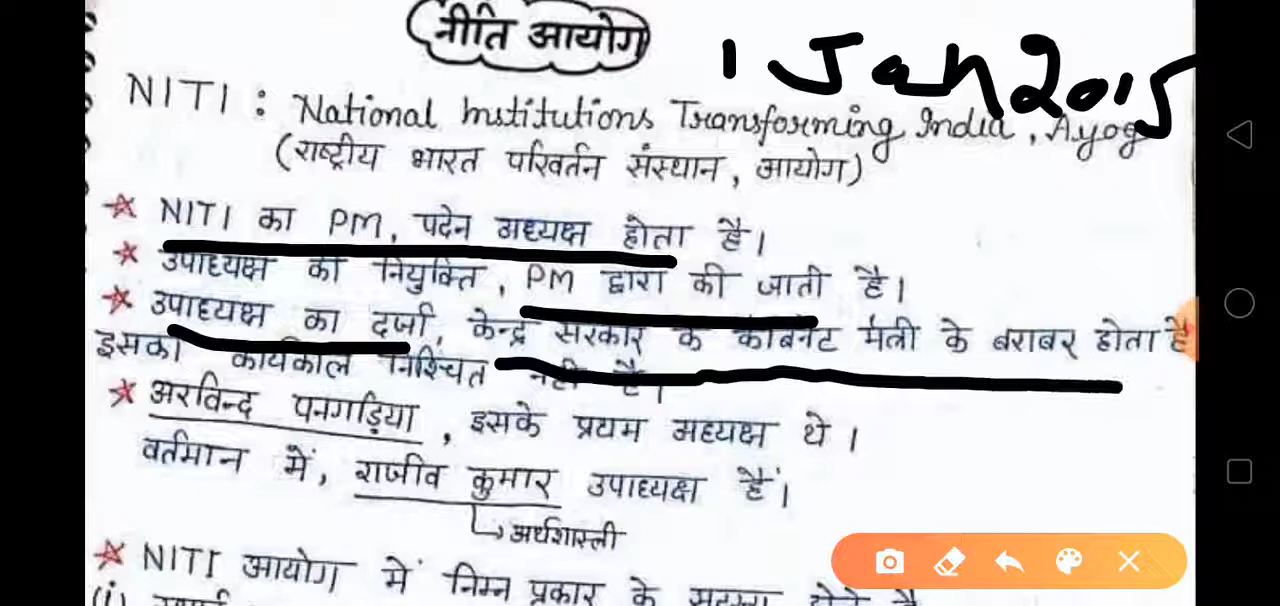 नीति आयोग
1 Jan 2015
NITI : National Institutions Transforming India, Ayog
(राष्ट्रीय भारत परिवर्तन संस्थान, आयोग)
NITI का PM, पदेन अध्यक्ष होता है।
उपाध्यक्ष की नियुक्ति, PM द्वारा की जाती है।
उपाध्यक्ष का दर्जा, केन्द्र सरकार के कैबिनेट मंत्री के बराबर होता है
इसका कार्यकाल निश्चित नहीं है।
अरविन्द पनगड़िया, इसके प्रथम अध्यक्ष थे।
वर्तमान में, राजीव कुमार उपाध्यक्ष हैं।
अर्थशास्त्री
NITI आयोग में निम्न प्रकार के सदस्य होते है
(i)